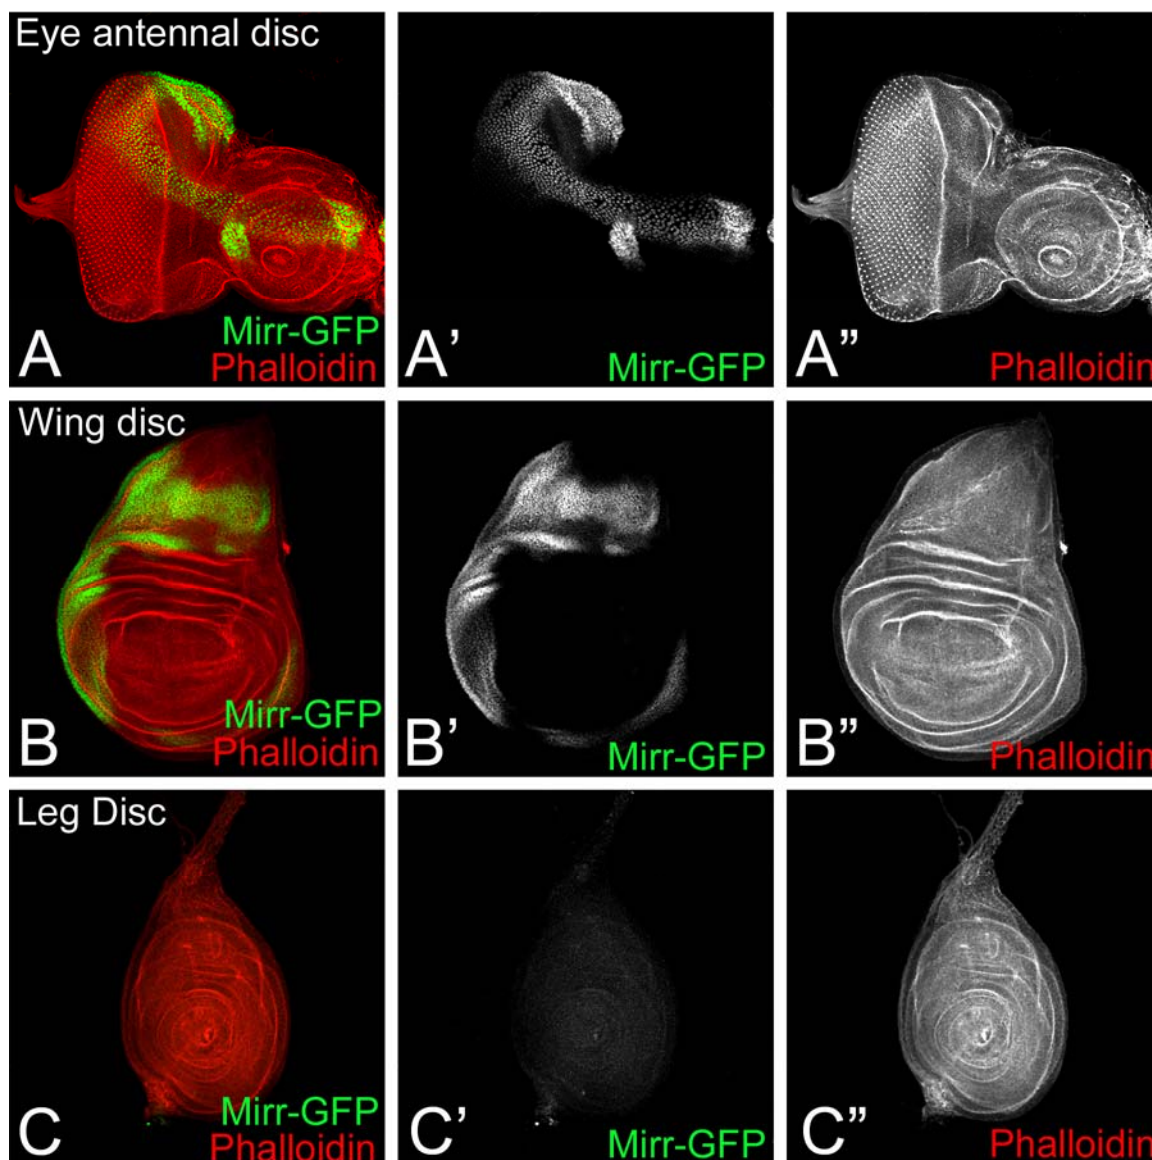 Eye antennal disc
Mirr-GFP
Phalloidin
A
Mirr-GFP
A'
Phalloidin
A”
Wing disc
Mirr-GFP
Phalloidin
B
Mirr-GFP
B'
Phalloidin
B”
Leg Disc
Mirr-GFP
Phalloidin
C
Mirr-GFP
C'
Phalloidin
C”